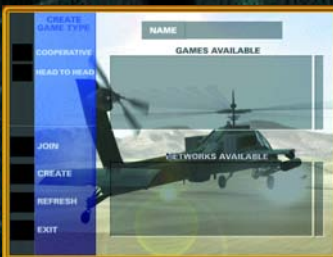 CREATE
GAME TYPE
NAME
COOPERATIVE
GAMES AVAILABLE
HEAD TO HEAD
JOIN
NETWORKS AVAILABLE
CREATE
REFRESH
EXIT